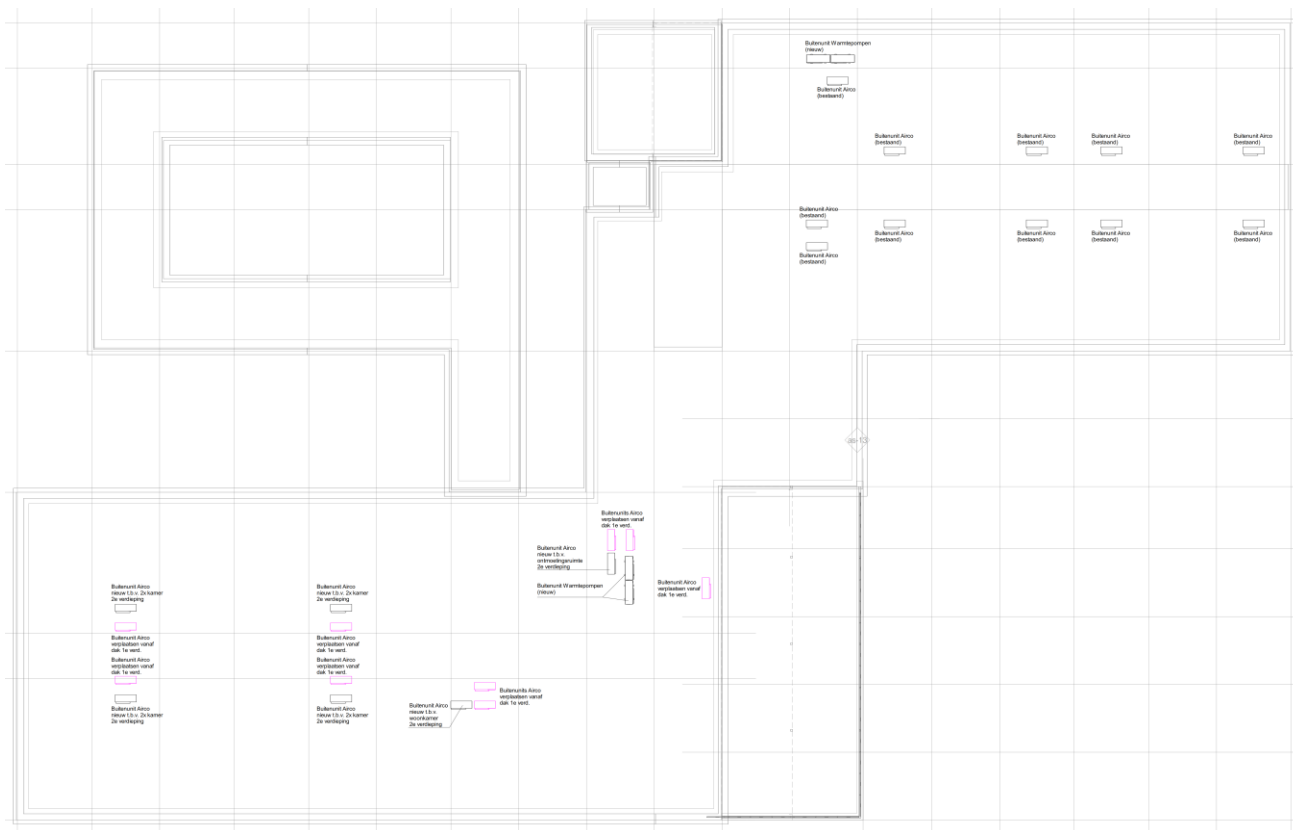 Buitenunit Warmtepompen
(nieuw)
Buitenunit Airco
(bestaand)
Buitenunit Airco
(bestaand)
Buitenunit Airco
(bestaand)
Buitenunit Airco
(bestaand)
Buitenunit Airco
(bestaand)
Buitenunit Airco
(bestaand)
Buitenunit Airco
(bestaand)
Buitenunit Airco
(bestaand)
Buitenunit Airco
(bestaand)
Buitenunit Airco
(bestaand)
Buitenunit Airco
(bestaand)
Buitenunits Airco
verplaatsen vanaf
dak 1e verd.
Buitenunit Airco
nieuw t.b.v.
ontmoetingsruimte
2e verdieping
Buitenunit Warmtepompen
(nieuw)
Buitenunit Airco
verplaatsen vanaf
dak 1e verd.
Buitenunit Airco
nieuw t.b.v. 2x kamer
2e verdieping
Buitenunit Airco
nieuw t.b.v. 2x kamer
2e verdieping
Buitenunit Airco
verplaatsen vanaf
dak 1e verd.
Buitenunit Airco
verplaatsen vanaf
dak 1e verd.
Buitenunit Airco
verplaatsen vanaf
dak 1e verd.
Buitenunit Airco
verplaatsen vanaf
dak 1e verd.
Buitenunit Airco
nieuw t.b.v. 2x kamer
2e verdieping
Buitenunit Airco
nieuw t.b.v. 2x kamer
2e verdieping
Buitenunit Airco
nieuw t.b.v.
woonkamer
2e verdieping
Buitenunits Airco
verplaatsen vanaf
dak 1e verd.